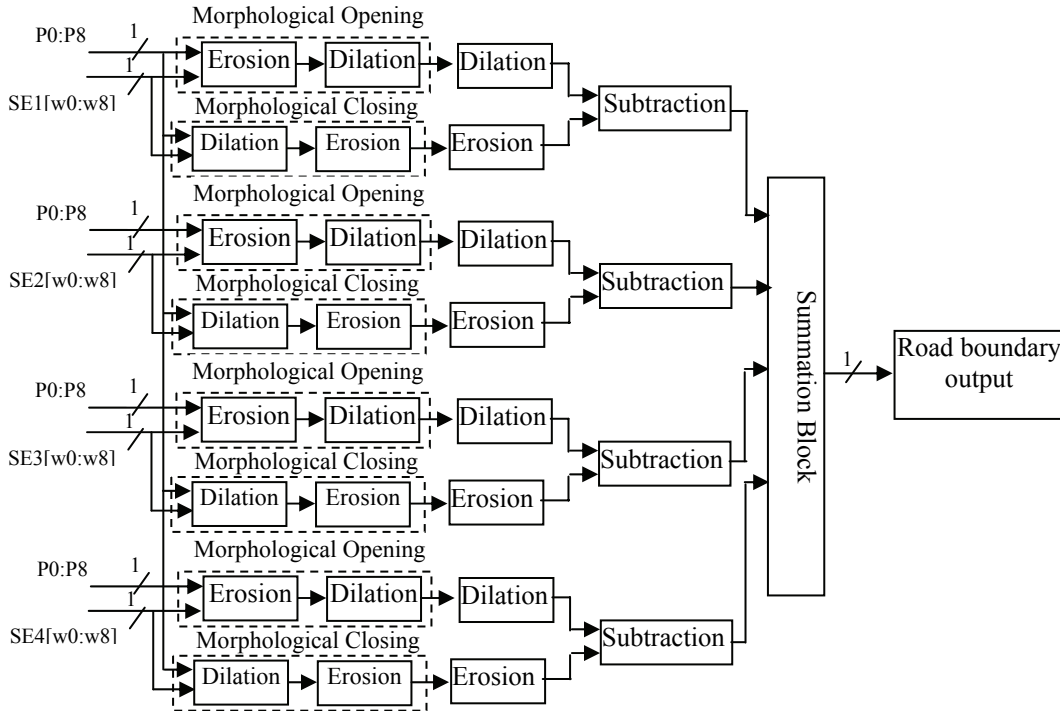 Morphological Opening
P0:P8
1
Erosion
Dilation
Dilation
1
SE1[w0:w8]
Subtraction
Morphological Closing
Dilation
Erosion
Erosion
Morphological Opening
P0:P8
1
Erosion
Dilation
Dilation
1
SE2[w0:w8]
Subtraction
Morphological Closing
Dilation
Erosion
Erosion
Summation Block
1
Road boundary
output
Morphological Opening
P0:P8
1
Erosion
Dilation
Dilation
1
SE3[w0:w8]
Subtraction
Morphological Closing
Dilation
Erosion
Erosion
Morphological Opening
P0:P8
1
Erosion
Dilation
Dilation
1
SE4[w0:w8]
Subtraction
Morphological Closing
Dilation
Erosion
Erosion